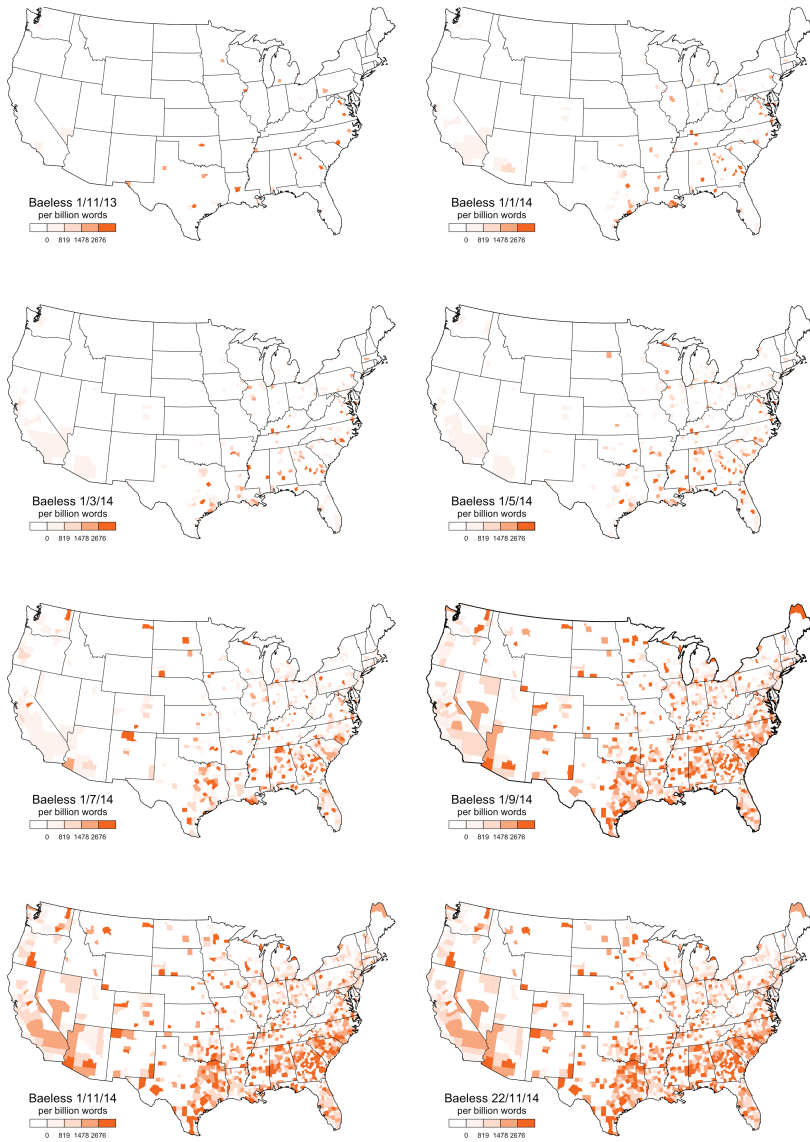 Baeless 1/11/13
per billion words
0 819 1478 2676
Baeless 1/1/14
per billion words
0 819 1478 2676
Baeless 1/3/14
per billion words
0 819 1478 2676
Baeless 1/5/14
per billion words
0 819 1478 2676
Baeless 1/7/14
per billion words
0 819 1478 2676
Baeless 1/9/14
per billion words
0 819 1478 2676
Baeless 1/11/14
per billion words
0 819 1478 2676
Baeless 22/11/14
per billion words
0 819 1478 2676